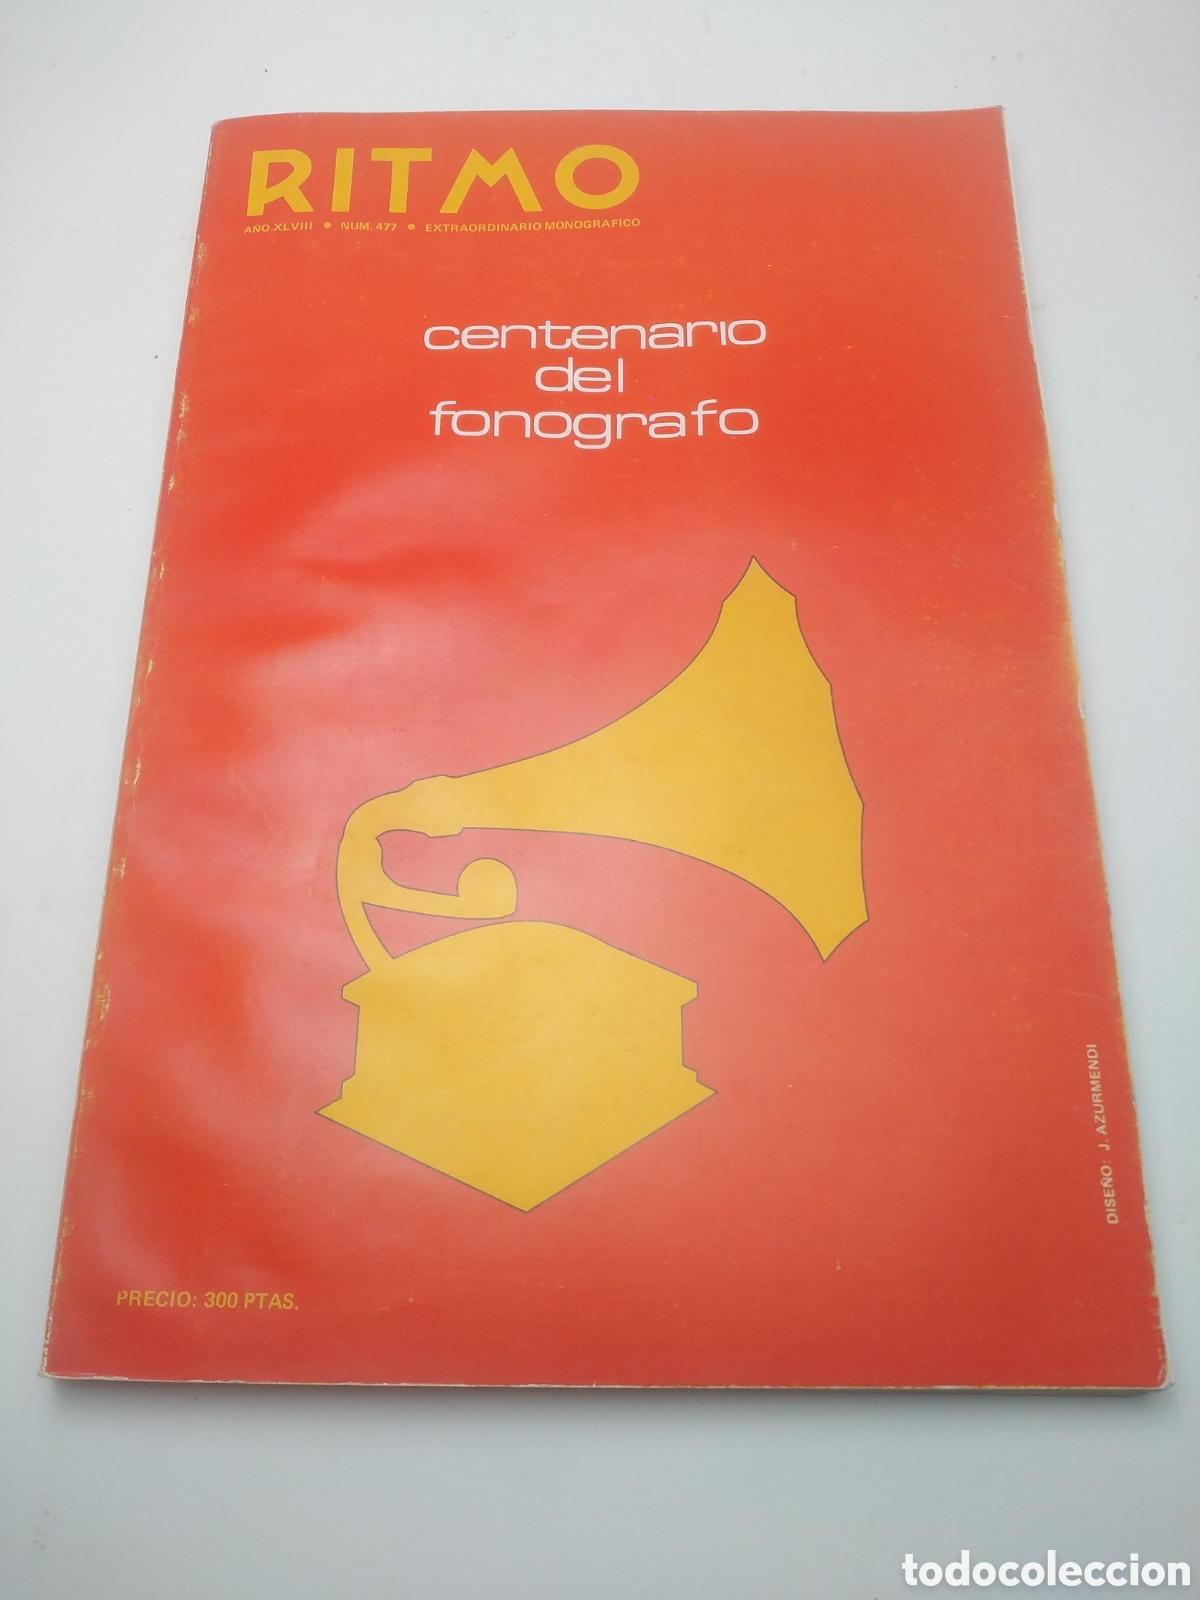 RITMO
AÑO XLVIII • NUM. 477 • EXTRAORDINARIO MONOGRAFICO
centenario
del
fonografo
DISEÑO: J. AZURMENDI
PRECIO: 300 PTAS.
todocoleccion